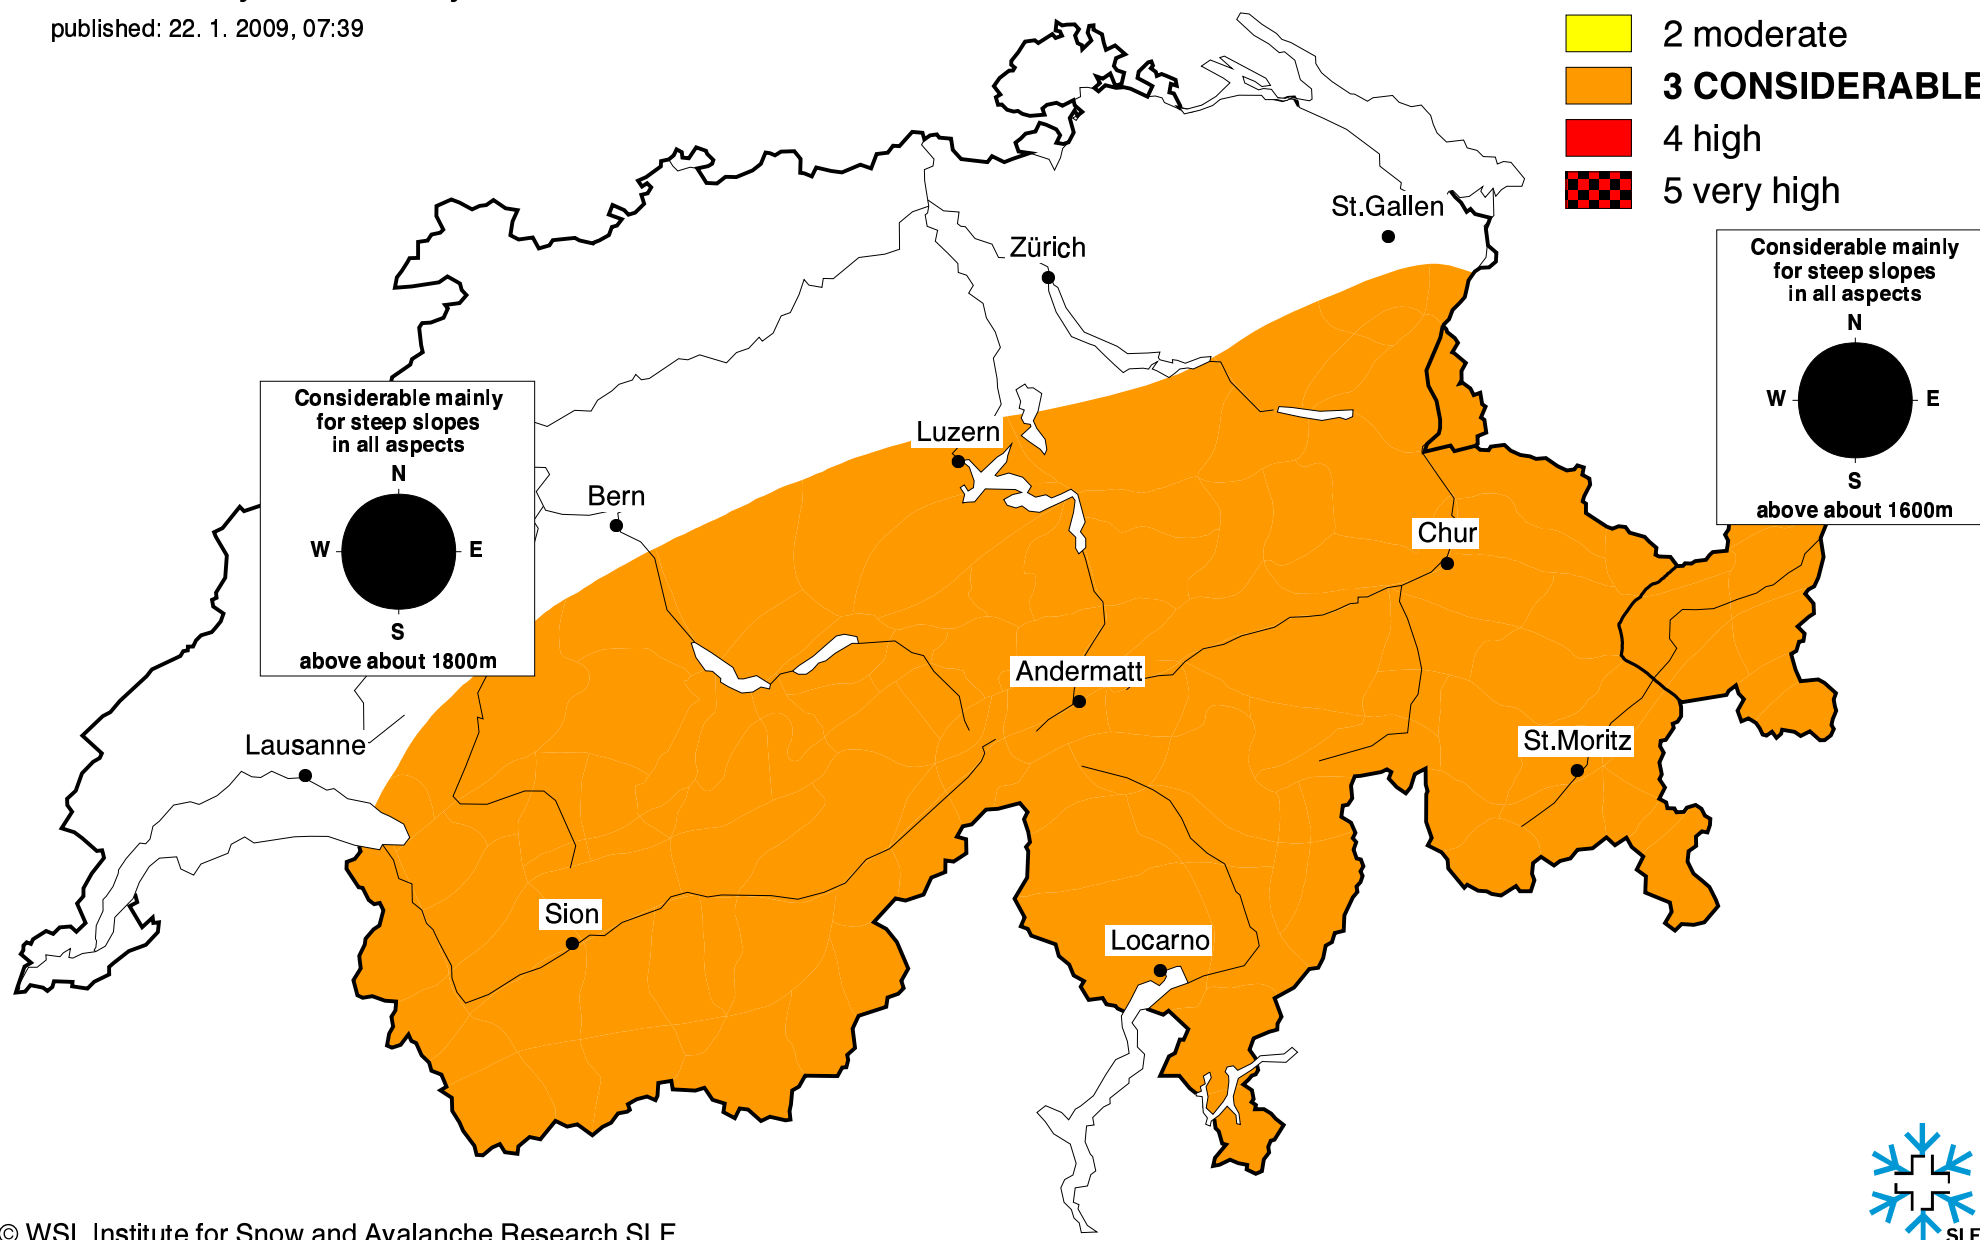 published: 22. 1. 2009, 07:39
2 moderate
3 CONSIDERABLE
4 high
5 very high
St.Gallen
Zürich
Considerable mainly
for steep slopes
in all aspects
N
W
E
S
above about 1600m
Considerable mainly
for steep slopes
in all aspects
N
W
E
S
above about 1800m
Luzern
Bern
Chur
Andermatt
Lausanne
St.Moritz
Sion
Locarno
© WSL Institute for Snow and Avalanche Research SLF
SLF